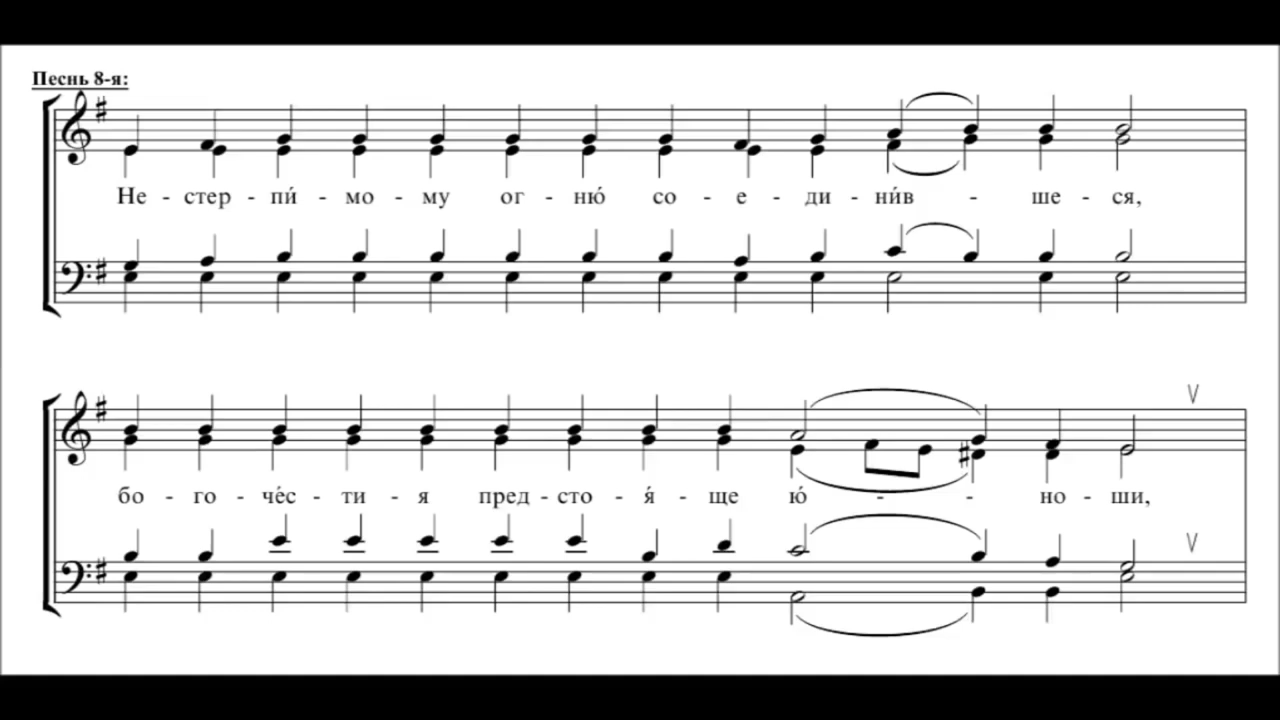 Песнь 8-я:
Не - стер - пи́ - мо - му ог - ню́ со - е - ди - ни́в - ше - ся,
бо - го - че́с - ти - я пред - сто - я́ - ще ю́ - - но - ши,